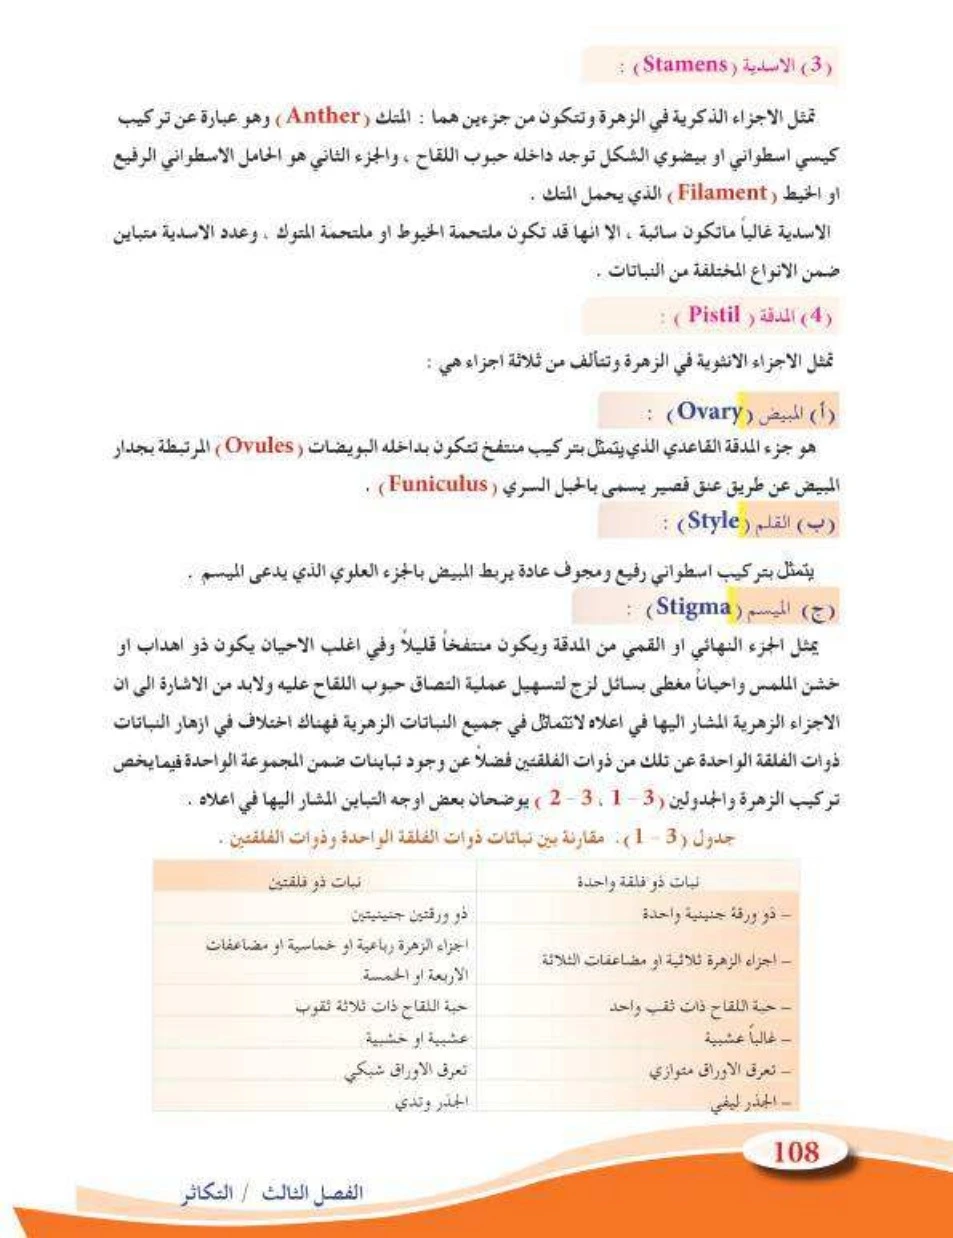 (3) الاسدية (Stamens) :
تمثل الاجزاء الذكرية في الزهرة وتتكون من جزءين هما : المتك (Anther) وهو عبارة عن تركيب
كيسي اسطواني او بيضوي الشكل توجد داخله حبوب اللقاح ، والجزء الثاني هو الحامل الاسطواني الرفيع
او الخيط (Filament) الذي يحمل المتك .
الاسدية غالباً ماتكون سائبة ، الا انها قد تكون ملتحمة الخيوط او ملتحمة المتوك ، وعدد الاسدية متباين
ضمن الانواع المختلفة من النباتات .
(4) المدقة (Pistil) :
تمثل الاجزاء الانثوية في الزهرة وتتألف من ثلاثة اجزاء هي :
(أ) المبيض (Ovary) :
هو جزء المدقة القاعدي الذي يتمثل بتركيب منتفخ تتكون بداخله البويضات (Ovules) المرتبطة بجدار
المبيض عن طريق عنق قصير يسمى بالحبل السري (Funiculus) .
(ب) القلم (Style) :
يتمثل بتركيب اسطواني رفيع ومجوف عادة يربط المبيض بالجزء العلوي الذي يدعى الميسم .
(ج) الميسم (Stigma) :
يمثل الجزء النهائي او القمي من المدقة ويكون منتفخاً قليلاً وفي اغلب الاحيان يكون ذو اهداب او
خشن الملمس واحياناً مغطى بسائل لزج لتسهيل عملية التصاق حبوب اللقاح عليه ولابد من الاشارة الى ان
الاجزاء الزهرية المشار اليها في اعلاه لاتتماثل في جميع النباتات الزهرية فهناك اختلاف في ازهار النباتات
ذوات الفلقة الواحدة عن تلك من ذوات الفلقتين فضلاً عن وجود تباينات ضمن المجموعة الواحدة فيما يخص
تركيب الزهرة والجدولين (3 - 1 ، 3 - 2) يوضحان بعض اوجه التباين المشار اليها في اعلاه .
جدول (3 - 1) : مقارنة بين نباتات ذوات الفلقة الواحدة وذوات الفلقتين .
نبات ذو فلقة واحدة	نبات ذو فلقتين
- ذو ورقة جنينية واحدة	ذو ورقتين جنينيتين
- اجزاء الزهرة ثلاثية او مضاعفات الثلاثة	اجزاء الزهرة رباعية او خماسية او مضاعفات
الاربعة او الخمسة
- حبة اللقاح ذات ثقب واحد	حبة اللقاح ذات ثلاثة ثقوب
- غالباً عشبية	عشبية او خشبية
- تعرق الاوراق متوازي	تعرق الاوراق شبكي
- الجذر ليفي	الجذر وتدي
108
الفصل الثالث / التكاثر